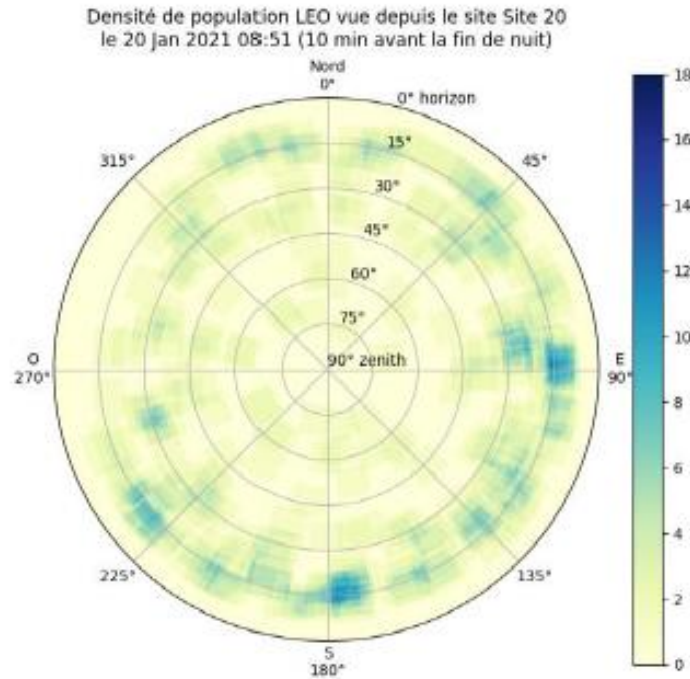 Densité de population LEO vue depuis le site Site 20
le 20 Jan 2021 08:51 (10 min avant la fin de nuit)
Nord
0°
0° horizon
15°
30°
45°
60°
75°
90° zenith
45°
E
90°
135°
S
180°
225°
O
270°
315°
18
16
14
12
10
8
6
4
2
0